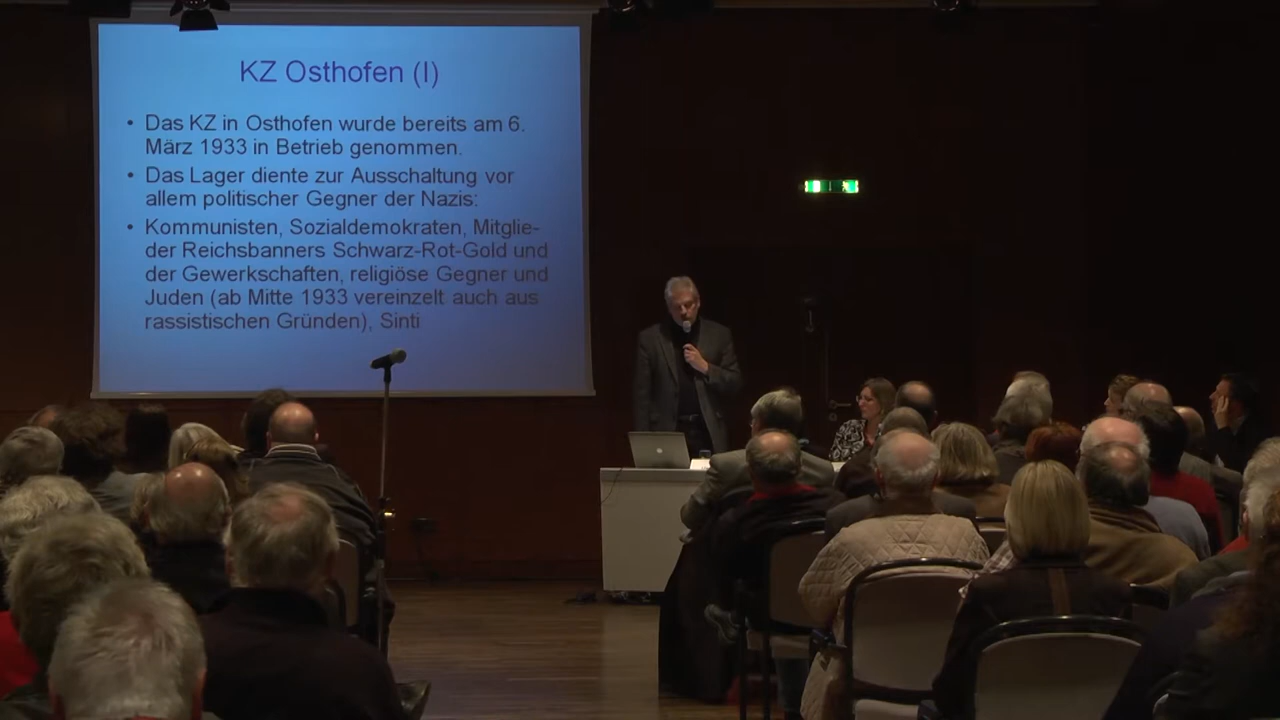 KZ Osthofen (I)
• Das KZ in Osthofen wurde bereits am 6.
März 1933 in Betrieb genommen.
• Das Lager diente zur Ausschaltung vor
allem politischer Gegner der Nazis:
• Kommunisten, Sozialdemokraten, Mitglie-
der Reichsbanners Schwarz-Rot-Gold und
der Gewerkschaften, religiöse Gegner und
Juden (ab Mitte 1933 vereinzelt auch aus
rassistischen Gründen), Sinti